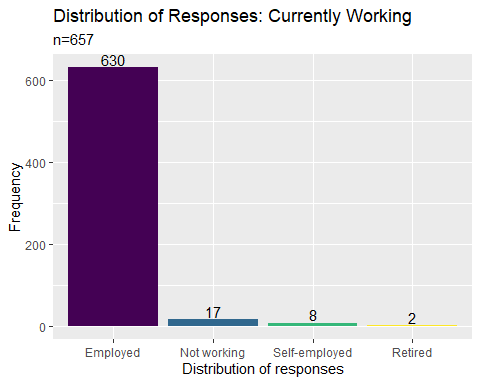 Distribution of Responses: Currently Working
n=657
Frequency
600
400
200
0
630
17
8
2
Employed
Not working
Self-employed
Retired
Distribution of responses